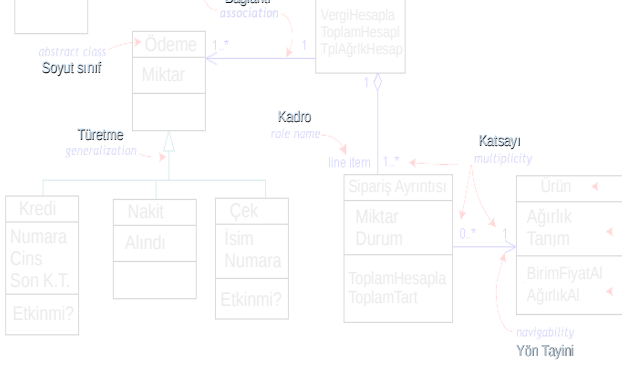 Bağlantı
association
VergiHesapla
ToplamHesapl
TplAğrlkHesap
abstract class
Soyut sınıf
Ödeme
1..*
1
Miktar
1
Kadro
role name
Türetme
generalization
line item
1..*
Katsayı
multiplicity
Kredi
Numara
Cins
Son K.T.
Etkinmi?
Nakit
Alındı
Çek
İsim
Numara
Etkinmi?
Sipariş Ayrıntısı
Miktar
Durum
ToplamHesapla
ToplamTart
0..*
1
Ürün
Ağırlık
Tanım
BirimFiyatAl
AğırlıkAl
navigability
Yön Tayini